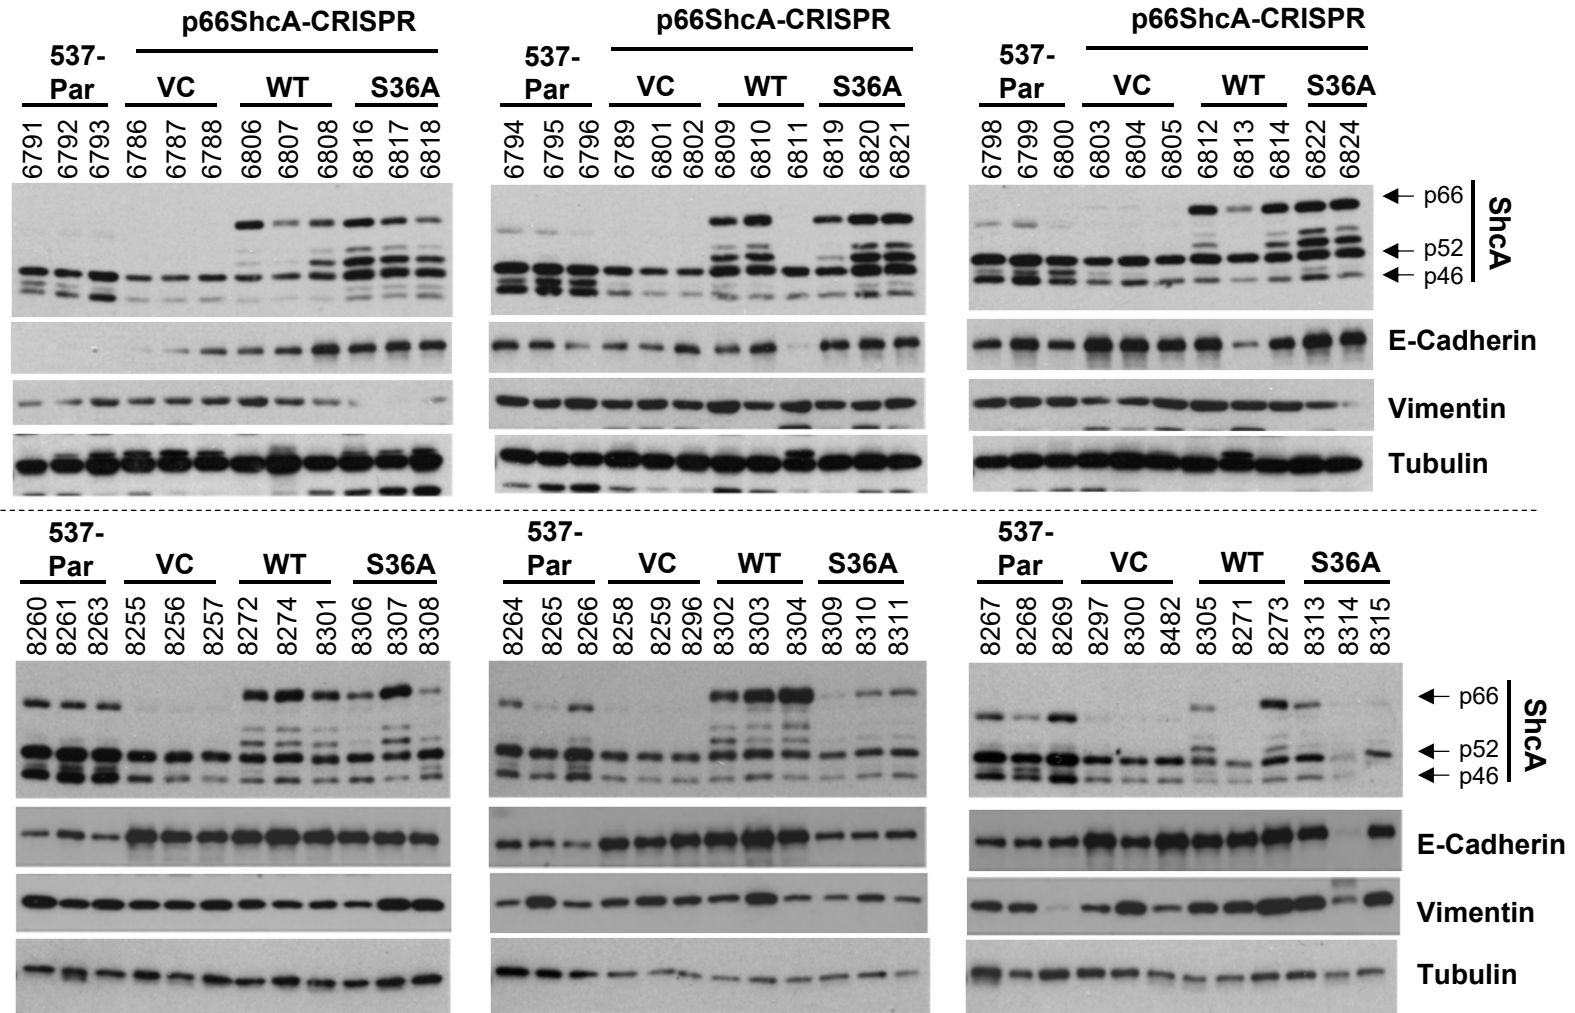 p66ShcA-CRISPR
537-
Par VC WT S36A
6791 6792 6793 6786 6787 6788 6806 6807 6808 6816 6817 6818
p66ShcA-CRISPR
537-
Par VC WT S36A
6794 6795 6796 6789 6801 6802 6809 6810 6811 6819 6820 6821
p66ShcA-CRISPR
537-
Par VC WT S36A
6798 6799 6800 6803 6804 6805 6812 6813 6814 6822 6824
p66
p52
p46
ShcA
E-Cadherin
Vimentin
Tubulin
537-
Par VC WT S36A
8260 8261 8263 8255 8256 8257 8272 8274 8301 8306 8307 8308
537-
Par VC WT S36A
8264 8265 8266 8258 8259 8296 8302 8303 8304 8309 8310 8311
537-
Par VC WT S36A
8267 8268 8269 8297 8300 8482 8305 8271 8273 8313 8314 8315
p66
p52
p46
ShcA
E-Cadherin
Vimentin
Tubulin